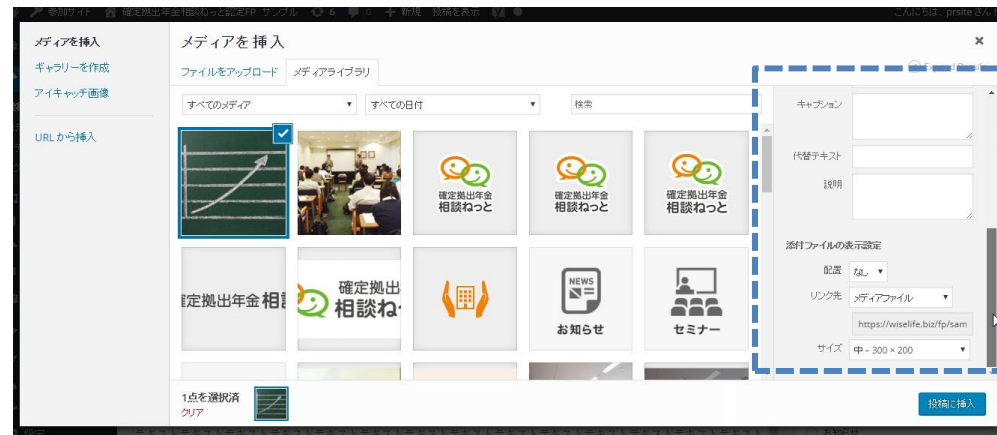 参加サイト 確定拠出年金相談ねっと認定FP サンプル 6 0 新規 投稿を表示 こんにちは、prsite さん
メディアを挿入
ギャラリーを作成
アイキャッチ画像
URL から挿入
メディアを挿入
ファイルをアップロード メディアライブラリ
すべてのメディア すべての日付 検索
確定拠出年金
相談ねっと
確定拠出年金
相談ねっと
確定拠出年金
相談ねっと
確定拠出年金相
確定拠出
相談ね
NEWS
お知らせ
セミナー
キャプション
代替テキスト
説明
添付ファイルの表示設定
配置 なし
リンク先 メディアファイル
https://wiselife.biz/fp/sam
サイズ 中 – 300 × 200
1点を選択済
クリア
投稿に挿入